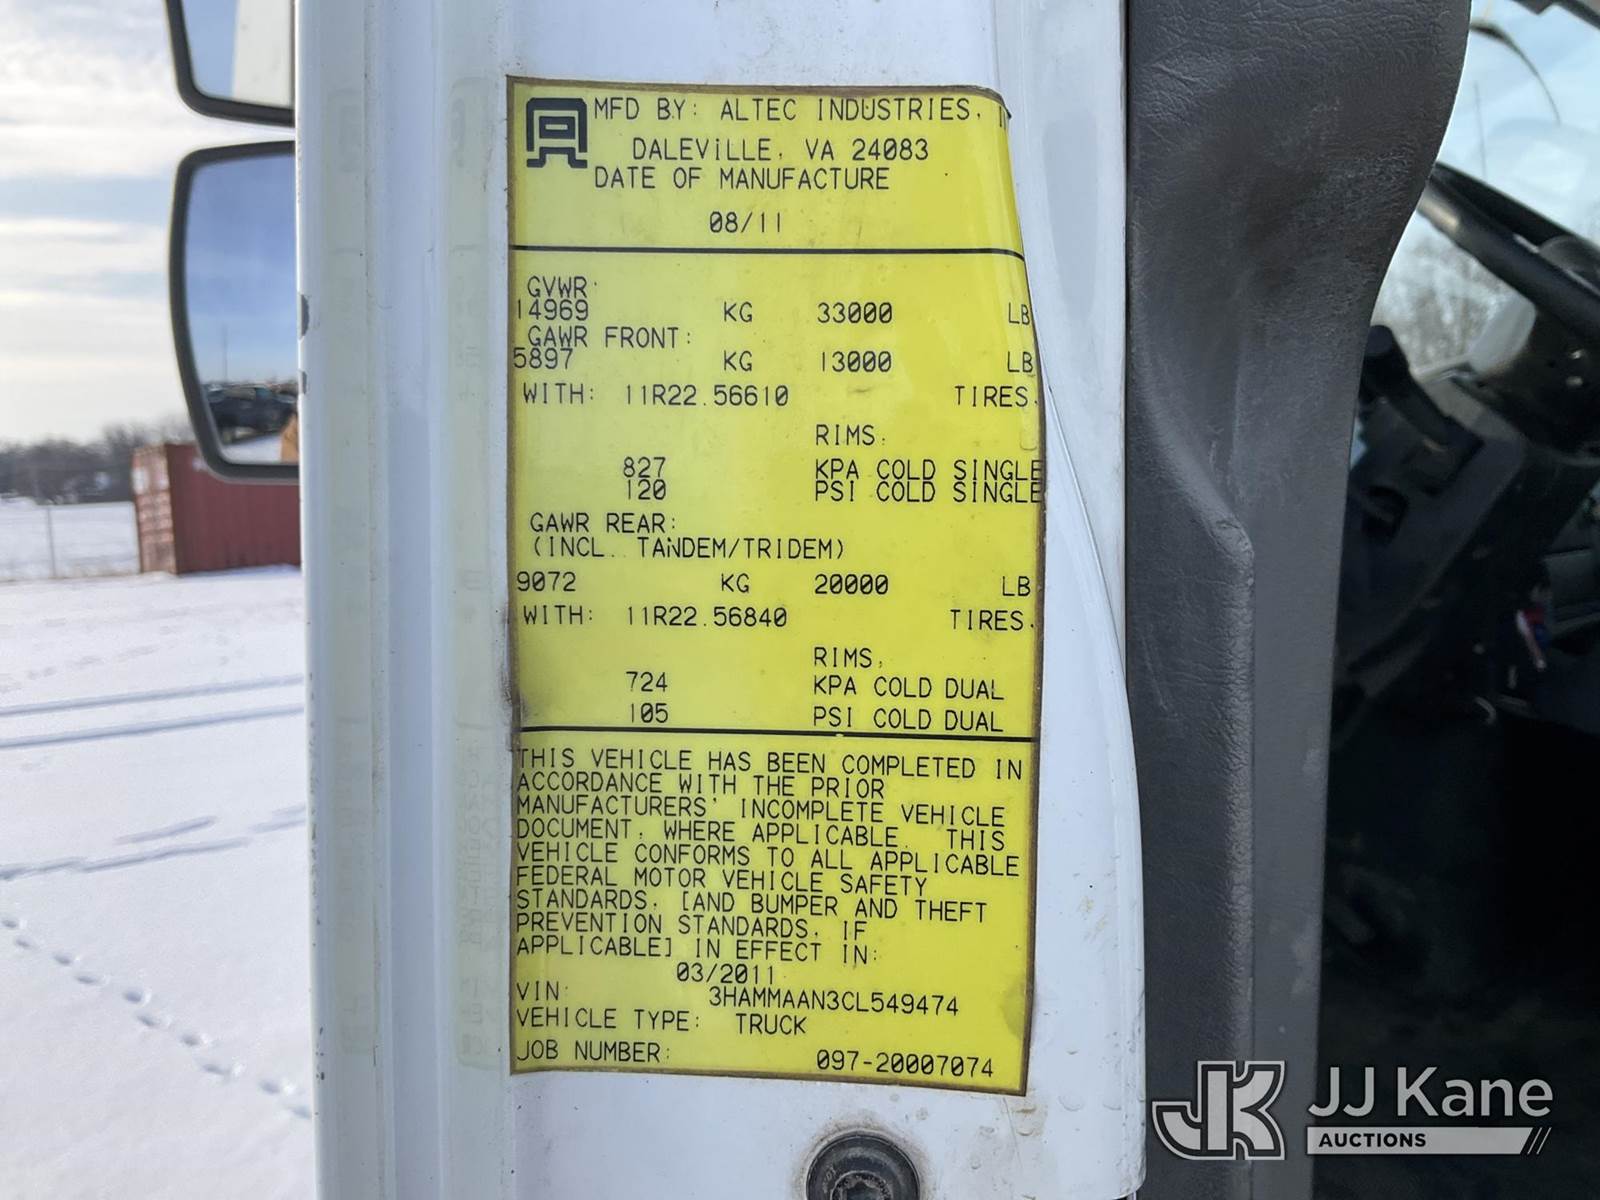 MFD BY: ALTEC INDUSTRIES,
DALEVILLE, VA 24083
DATE OF MANUFACTURE
08/11
GVWR:
14969 KG 33000 LB
GAWR FRONT:
5897 KG 13000 LB
WITH: 11R22.56610 TIRES,
RIMS:
827 KPA COLD SINGLE
120 PSI COLD SINGLE
GAWR REAR:
(INCL. TANDEM/TRIDEM)
9072 KG 20000 LB
WITH: 11R22.56840 TIRES,
RIMS,
724 KPA COLD DUAL
105 PSI COLD DUAL
THIS VEHICLE HAS BEEN COMPLETED IN
ACCORDANCE WITH THE PRIOR
MANUFACTURERS' INCOMPLETE VEHICLE
DOCUMENT, WHERE APPLICABLE. THIS
VEHICLE CONFORMS TO ALL APPLICABLE
FEDERAL MOTOR VEHICLE SAFETY
STANDARDS, [AND BUMPER AND THEFT
PREVENTION STANDARDS, IF
APPLICABLE] IN EFFECT IN:
03/2011
VIN: 3HAMMAAN3CL549474
VEHICLE TYPE: TRUCK
JOB NUMBER: 097-20007074
JK JJ Kane
AUCTIONS